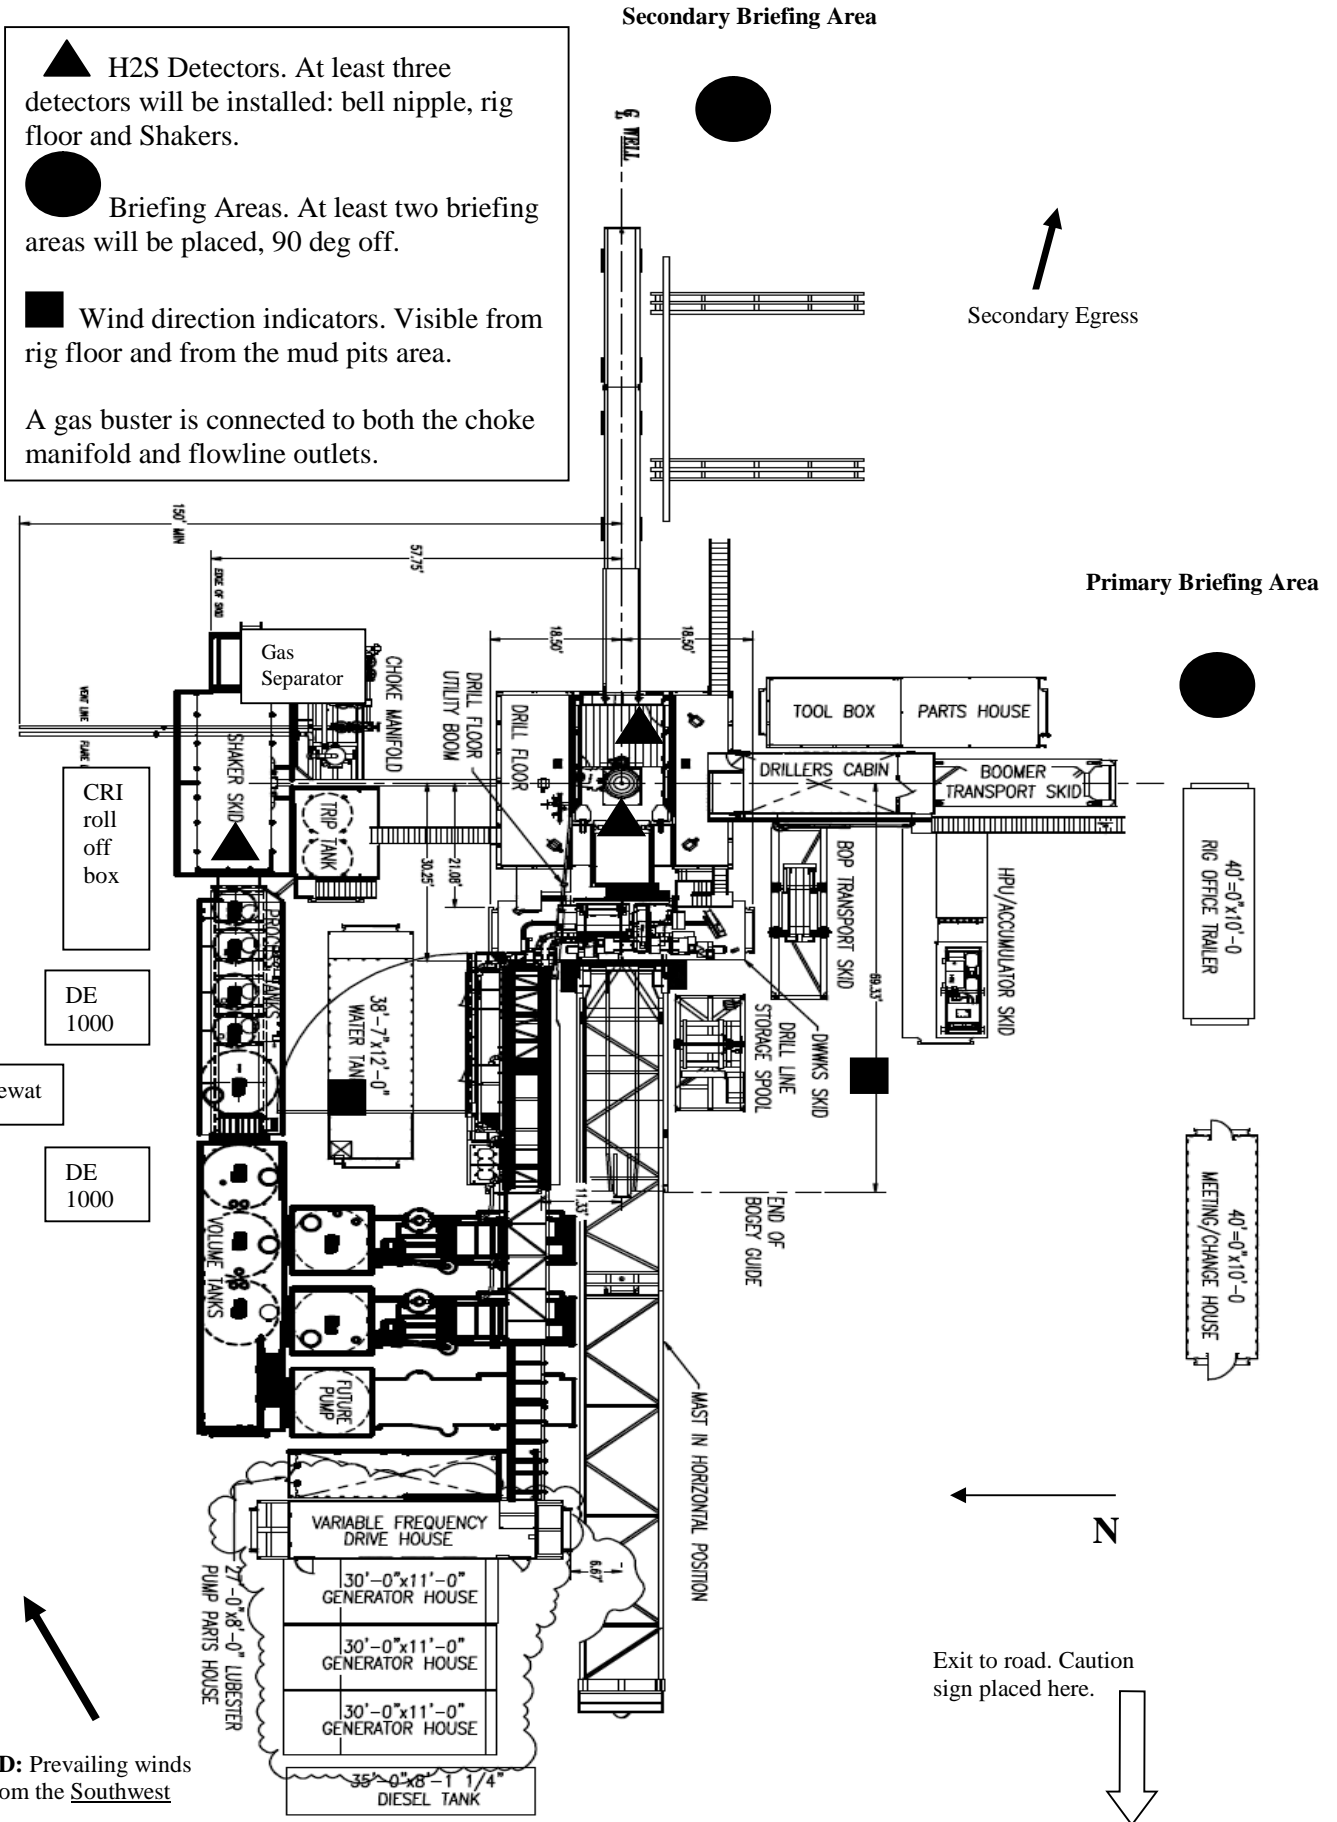 Secondary Briefing Area
H2S Detectors. At least three
detectors will be installed: bell nipple, rig
floor and Shakers.
Briefing Areas. At least two briefing
areas will be placed, 90 deg off.
Wind direction indicators. Visible from
rig floor and from the mud pits area.
A gas buster is connected to both the choke
manifold and flowline outlets.
WELL
Secondary Egress
150' MIN
57.75'
EDGE OF SKID
Primary Briefing Area
18.50'
18.50'
Gas
Separator
CHOKE MANIFOLD
DRILL FLOOR
UTILITY BOOM
DRILL FLOOR
TOOL BOX
PARTS HOUSE
VENT LINE
SHAKER SKID
DRILLERS CABIN
BOOMER
TRANSPORT SKID
CRI
roll
off
box
TRIP
TANK
30.25'
21.08'
BOP TRANSPORT SKID
HPU/ACCUMULATOR SKID
40'=0"x10'-0
RIG OFFICE TRAILER
PROCESS TANKS
DE
1000
38'-7"x12'-0"
WATER TANK
69.33'
DWWKS SKID
DRILL LINE
STORAGE SPOOL
ewat
DE
1000
11.33'
END OF
BOGEY GUIDE
40'=0"x10'-0
MEETING/CHANGE HOUSE
VOLUME TANKS
FUTURE
PUMP
MAST IN HORIZONTAL POSITION
N
VARIABLE FREQUENCY
DRIVE HOUSE
6.67'
27'-0"x8'-0" LUBESTER
PUMP PARTS HOUSE
30'-0"x11'-0"
GENERATOR HOUSE
30'-0"x11'-0"
GENERATOR HOUSE
30'-0"x11'-0"
GENERATOR HOUSE
Exit to road. Caution
sign placed here.
D: Prevailing winds
om the Southwest
35'-0"x8'-1 1/4"
DIESEL TANK